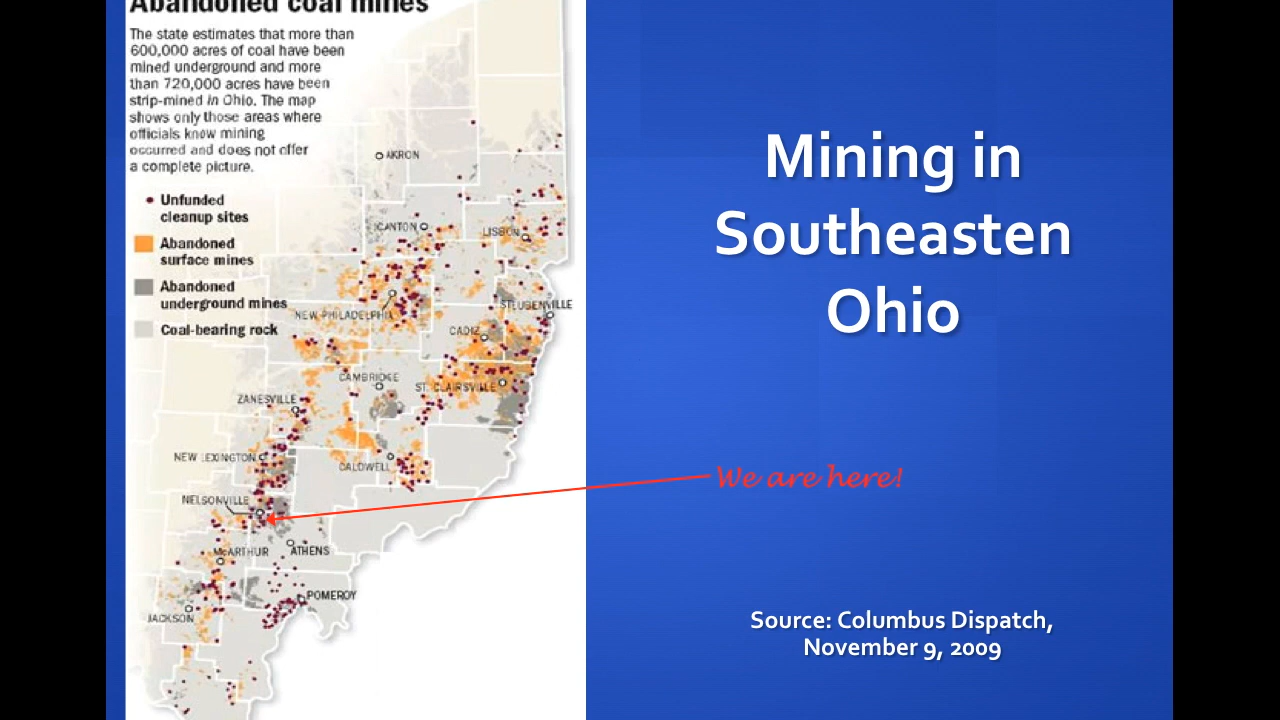 Abandoned coal mines
The state estimates that more than
600,000 acres of coal have been
mined underground and more
than 720,000 acres have been
strip-mined in Ohio. The map
shows only those areas where
officials know mining
occurred and does not offer
a complete picture.
Unfunded
cleanup sites
Abandoned
surface mines
Abandoned
underground mines
Coal-bearing rock
AKRON
CANTON
LISBON
STEUBENVILLE
NEW PHILADELPHIA
CADIZ
CAMBRIDGE
ST. CLAIRSVILLE
ZANESVILLE
NEW LEXINGTON
CALDWELL
NELSONVILLE
McARTHUR
ATHENS
POMEROY
JACKSON
Mining in
Southeasten
Ohio
We are here!
Source: Columbus Dispatch,
November 9, 2009